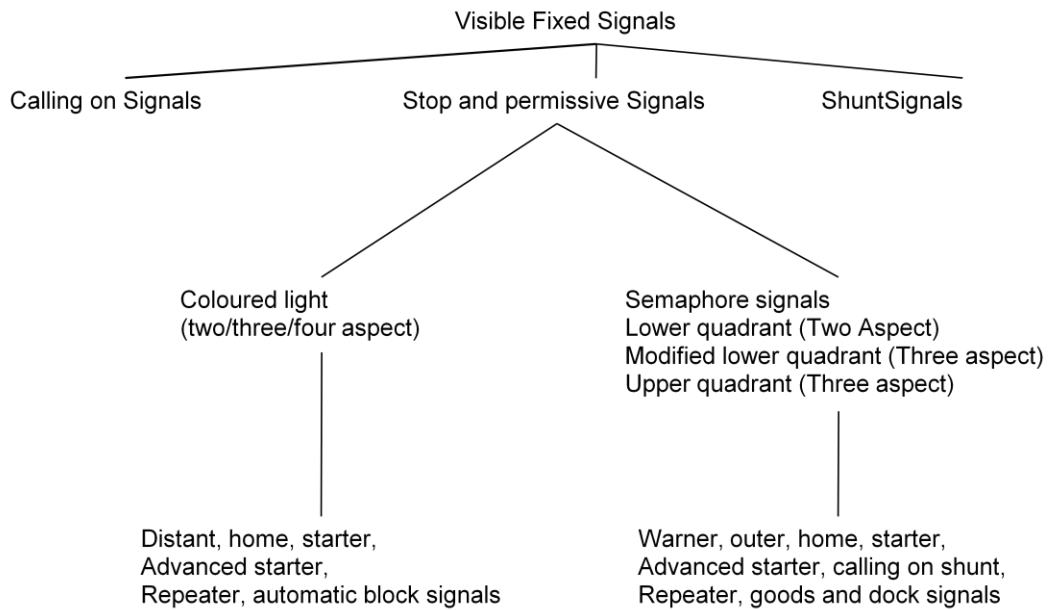 Visible Fixed Signals
Calling on Signals
Stop and permissive Signals
ShuntSignals
Coloured light
(two/three/four aspect)
Semaphore signals
Lower quadrant (Two Aspect)
Modified lower quadrant (Three aspect)
Upper quadrant (Three aspect)
Distant, home, starter,
Advanced starter,
Repeater, automatic block signals
Warner, outer, home, starter,
Advanced starter, calling on shunt,
Repeater, goods and dock signals